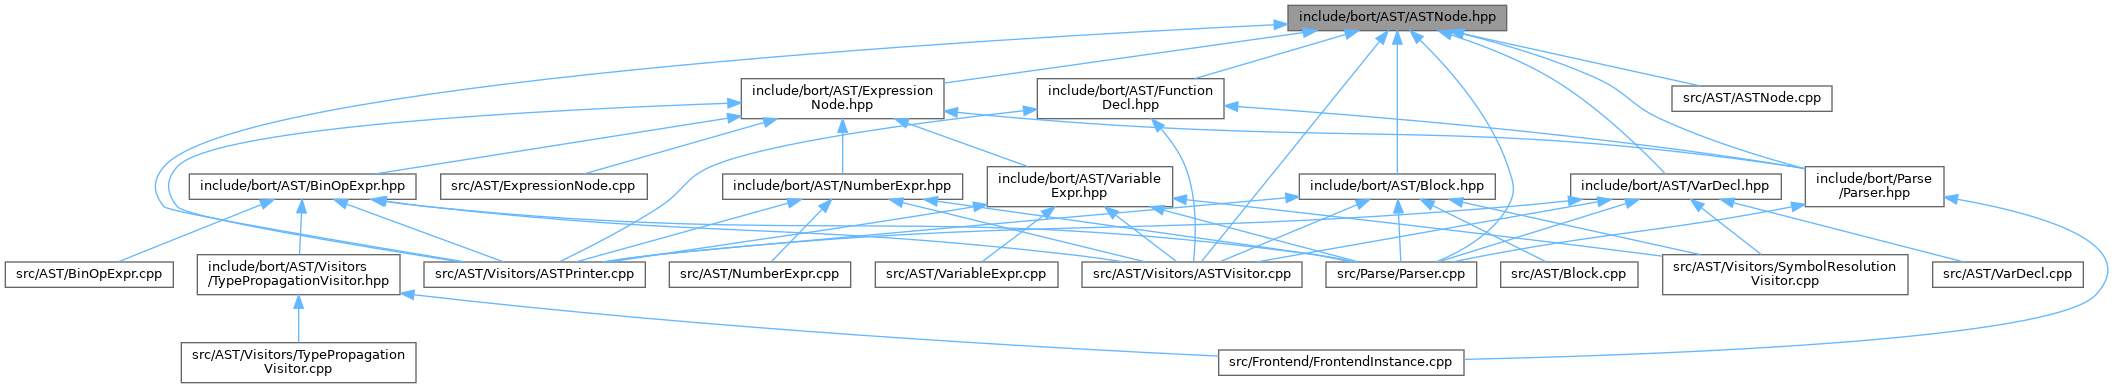 include/bort/AST/ASTNode.hpp
include/bort/AST/Expression
Node.hpp
include/bort/AST/Function
Decl.hpp
src/AST/ASTNode.cpp
include/bort/AST/BinOpExpr.hpp
src/AST/ExpressionNode.cpp
include/bort/AST/NumberExpr.hpp
include/bort/AST/Variable
Expr.hpp
include/bort/AST/Block.hpp
include/bort/AST/VarDecl.hpp
include/bort/Parse
/Parser.hpp
src/AST/BinOpExpr.cpp
include/bort/AST/Visitors
/TypePropagationVisitor.hpp
src/AST/Visitors/ASTPrinter.cpp
src/AST/NumberExpr.cpp
src/AST/VariableExpr.cpp
src/AST/Visitors/ASTVisitor.cpp
src/Parse/Parser.cpp
src/AST/Block.cpp
src/AST/Visitors/SymbolResolution
Visitor.cpp
src/AST/VarDecl.cpp
src/AST/Visitors/TypePropagation
Visitor.cpp
src/Frontend/FrontendInstance.cpp